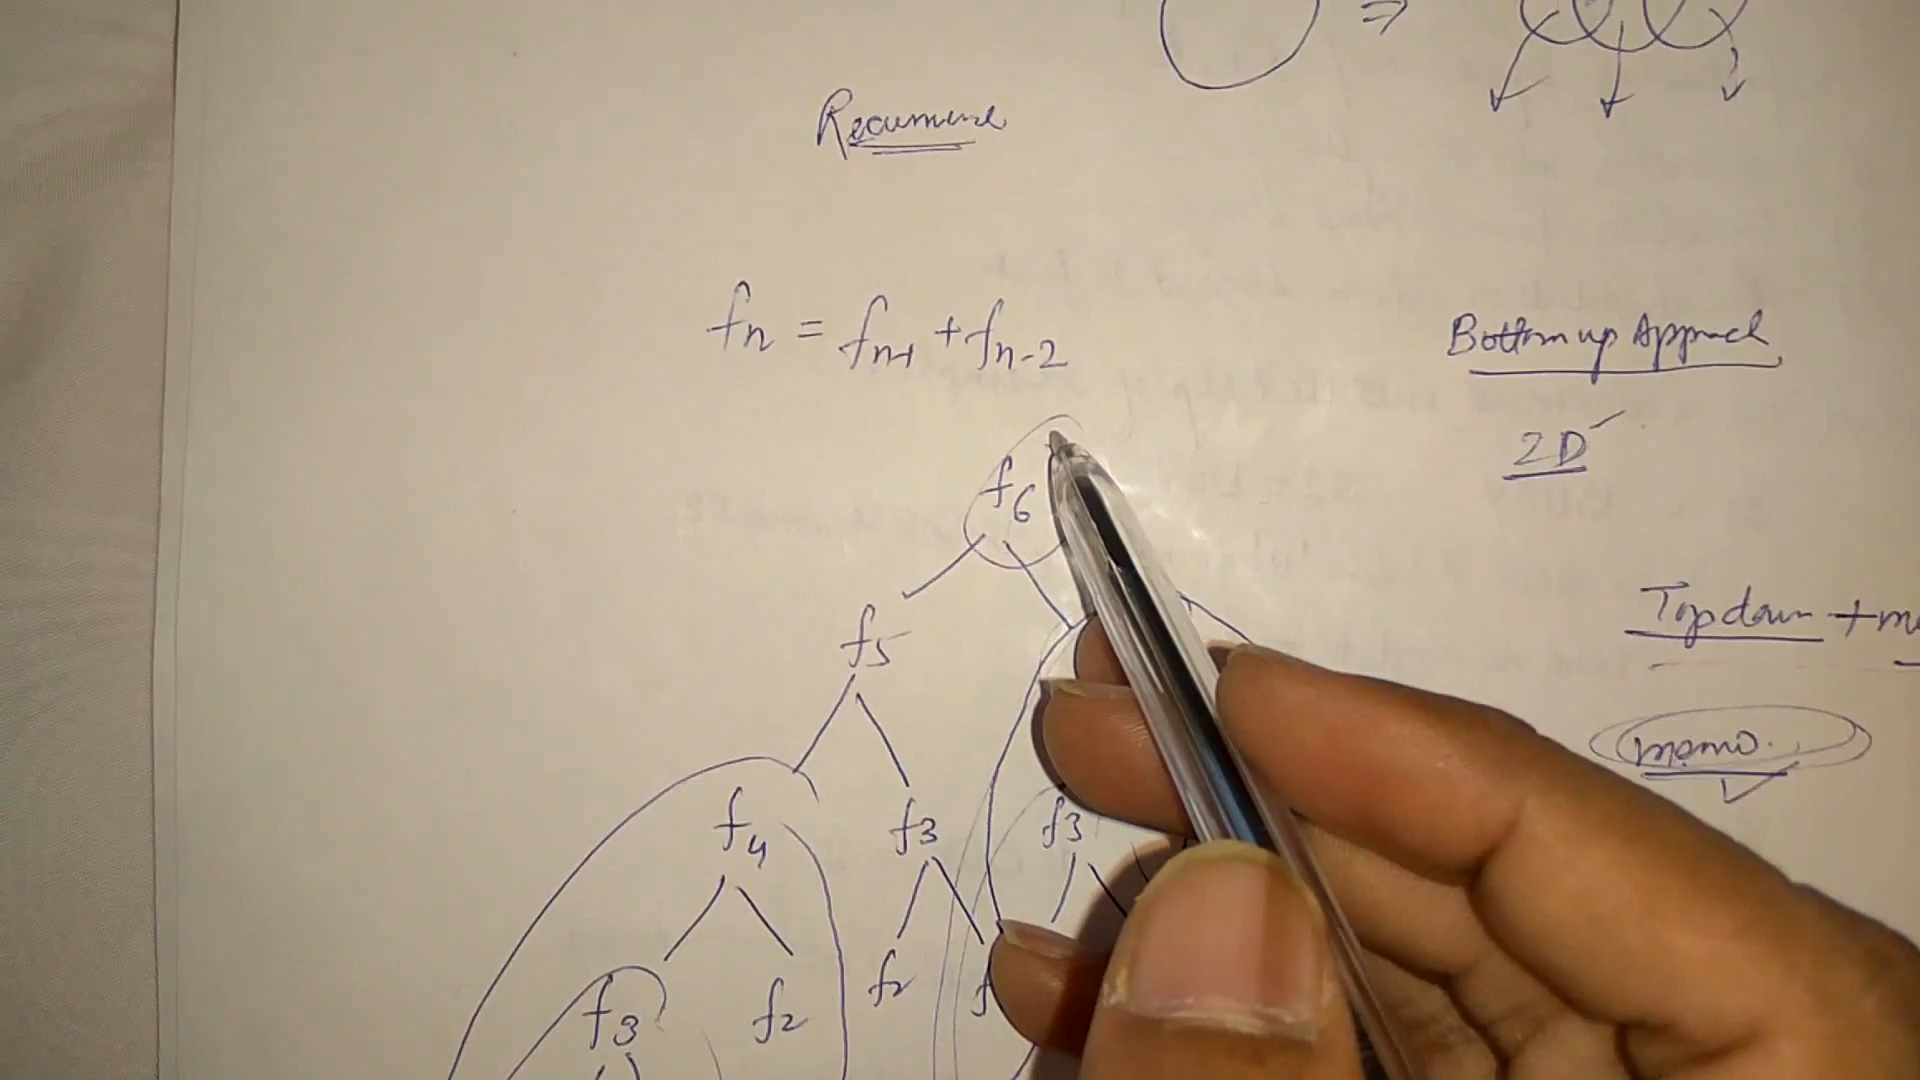 Recurrence
fn = fn-1 + fn-2
Bottom up Approach
2D
f6
Top down + me
f5
memo.
f4 f3 f3
f3 f2 f2 f